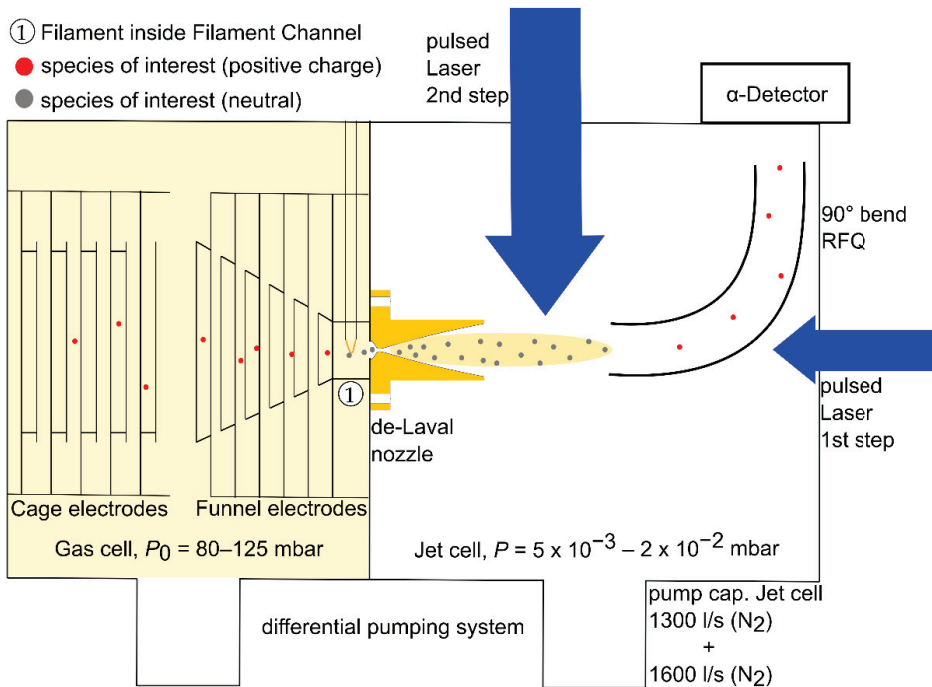 ① Filament inside Filament Channel
species of interest (positive charge)
species of interest (neutral)
pulsed
Laser
2nd step
α-Detector
90° bend
RFQ
①
de-Laval
nozzle
pulsed
Laser
1st step
Cage electrodes
Funnel electrodes
Gas cell, P₀ = 80–125 mbar
Jet cell, P = 5 x 10⁻³ – 2 x 10⁻² mbar
differential pumping system
pump cap. Jet cell
1300 l/s (N₂)
+
1600 l/s (N₂)